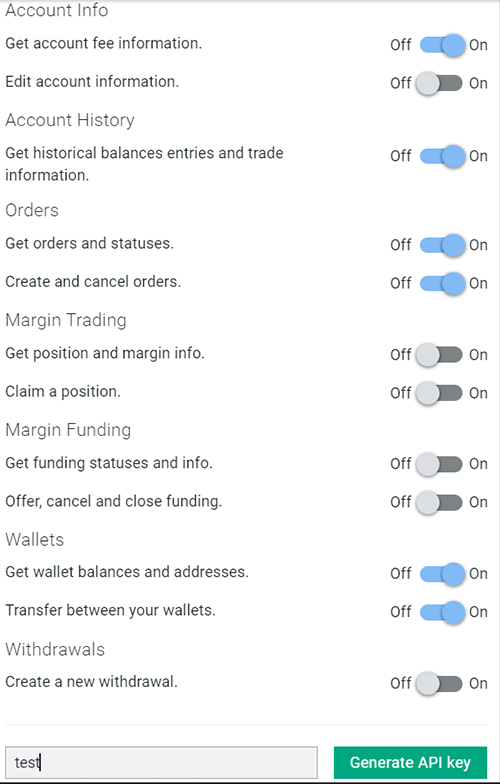 Account Info
Get account fee information. Off On
Edit account information. Off On
Account History
Get historical balances entries and trade Off On
information.
Orders
Get orders and statuses. Off On
Create and cancel orders. Off On
Margin Trading
Get position and margin info. Off On
Claim a position. Off On
Margin Funding
Get funding statuses and info. Off On
Offer, cancel and close funding. Off On
Wallets
Get wallet balances and addresses. Off On
Transfer between your wallets. Off On
Withdrawals
Create a new withdrawal. Off On
test Generate API key